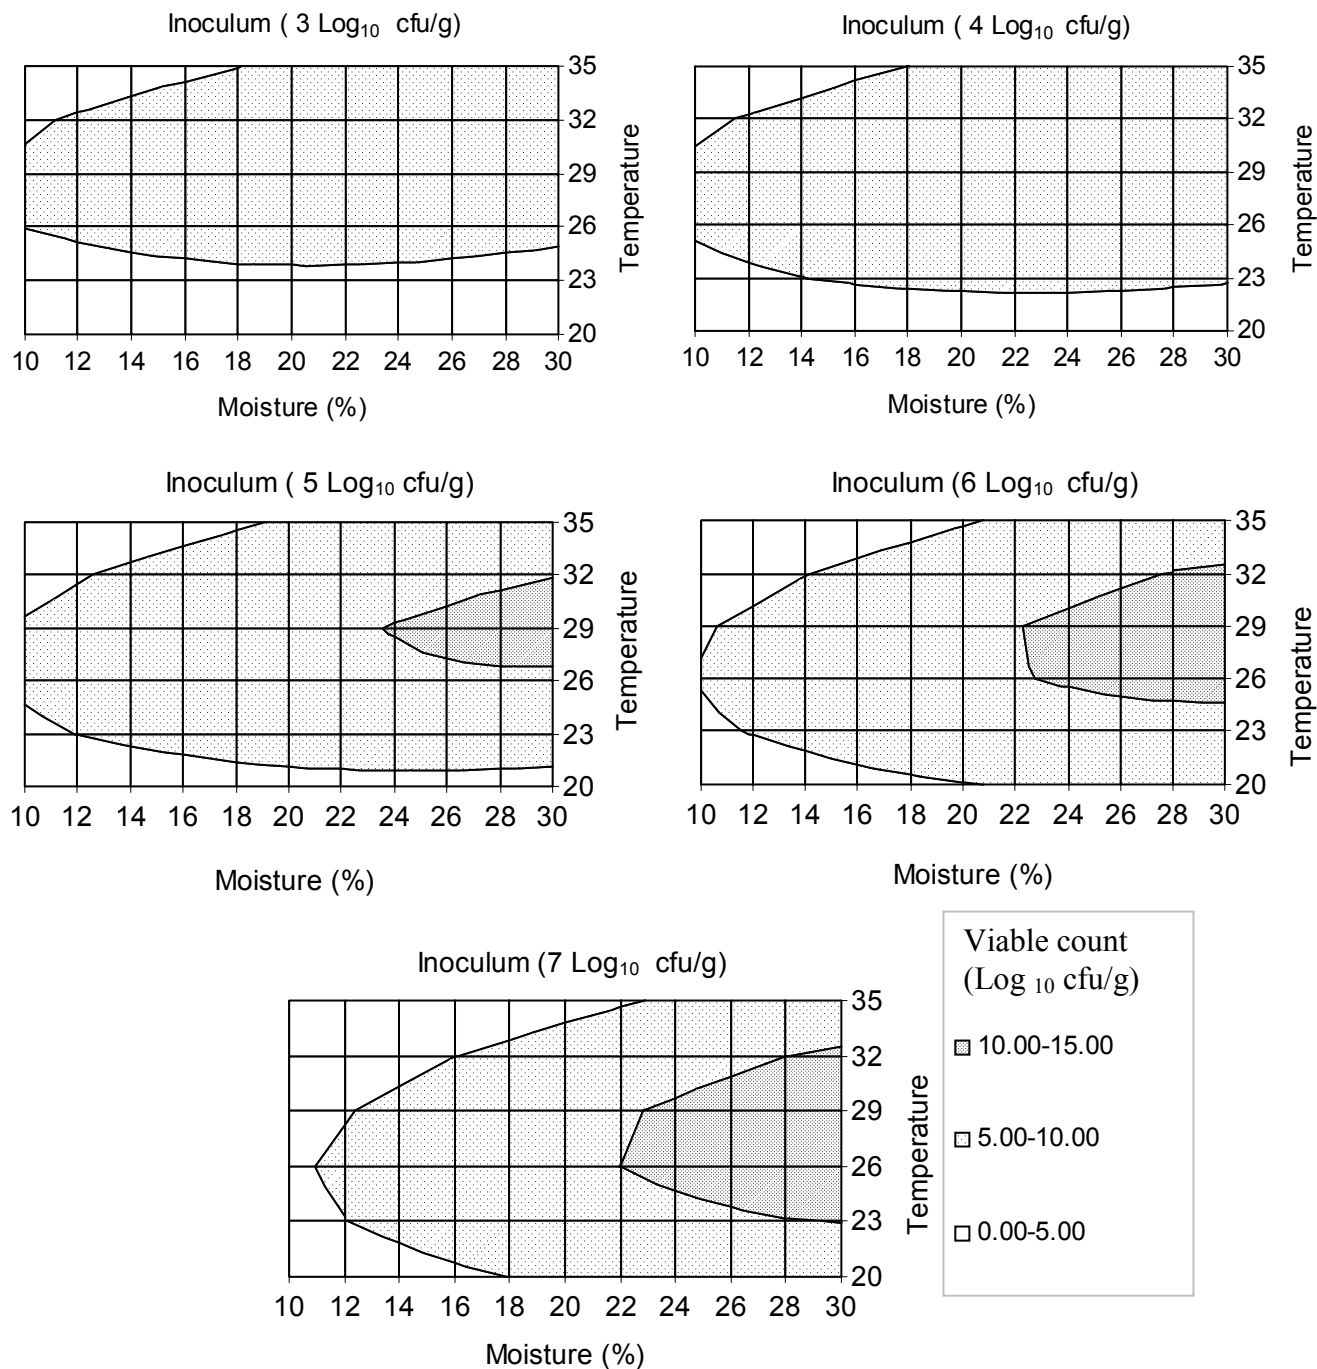 Inoculum ( 3 Log10 cfu/g)
35
32
29
26
23
20
Temperature
10 12 14 16 18 20 22 24 26 28 30
Moisture (%)
Inoculum ( 4 Log10 cfu/g)
35
32
29
26
23
20
Temperature
10 12 14 16 18 20 22 24 26 28 30
Moisture (%)
Inoculum ( 5 Log10 cfu/g)
35
32
29
26
23
20
Temperature
10 12 14 16 18 20 22 24 26 28 30
Moisture (%)
Inoculum (6 Log10 cfu/g)
35
32
29
26
23
20
Temperature
10 12 14 16 18 20 22 24 26 28 30
Moisture (%)
Inoculum (7 Log10 cfu/g)
35
32
29
26
23
20
Temperature
10 12 14 16 18 20 22 24 26 28 30
Moisture (%)
Viable count
(Log 10 cfu/g)
10.00-15.00
5.00-10.00
0.00-5.00